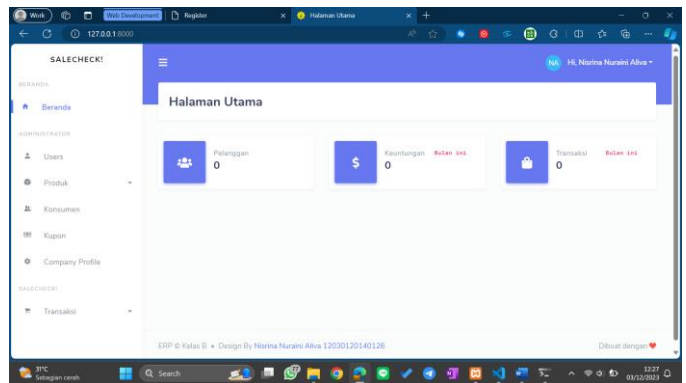 Work
Web Development
Register
Halaman Utama
127.0.0.1:8000
SALECHECK!
NA
Hi, Nisrina Nuraini Aliva
BERANDA
Beranda
Halaman Utama
ADMINISTRATOR
Users
Pelanggan
0
Keuntungan Bulan ini
0
Transaksi Bulan ini
0
Produk
Konsumen
Kupon
Company Profile
SALECHECK!
Transaksi
ERP © Kelas B • Design By Nisrina Nuraini Aliva 12030120140126
Dibuat dengan ❤
31°C
Sebagian cerah
Search
12:27
03/12/2023